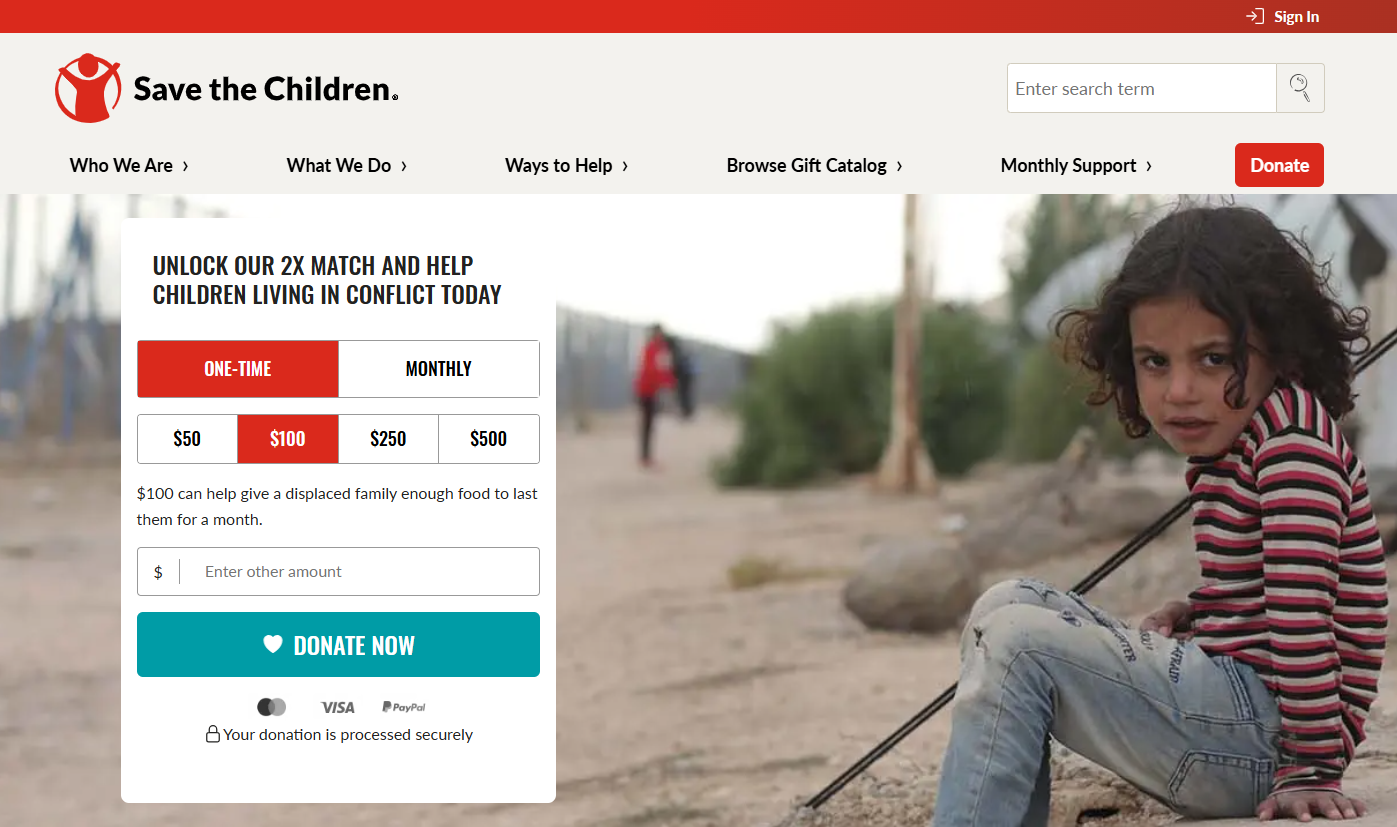 Sign In
Save the Children®
Enter search term
Who We Are ›
What We Do ›
Ways to Help ›
Browse Gift Catalog ›
Monthly Support ›
Donate
UNLOCK OUR 2X MATCH AND HELP
CHILDREN LIVING IN CONFLICT TODAY
ONE-TIME
MONTHLY
$50
$100
$250
$500
$100 can help give a displaced family enough food to last
them for a month.
$
Enter other amount
DONATE NOW
VISA
PayPal
Your donation is processed securely